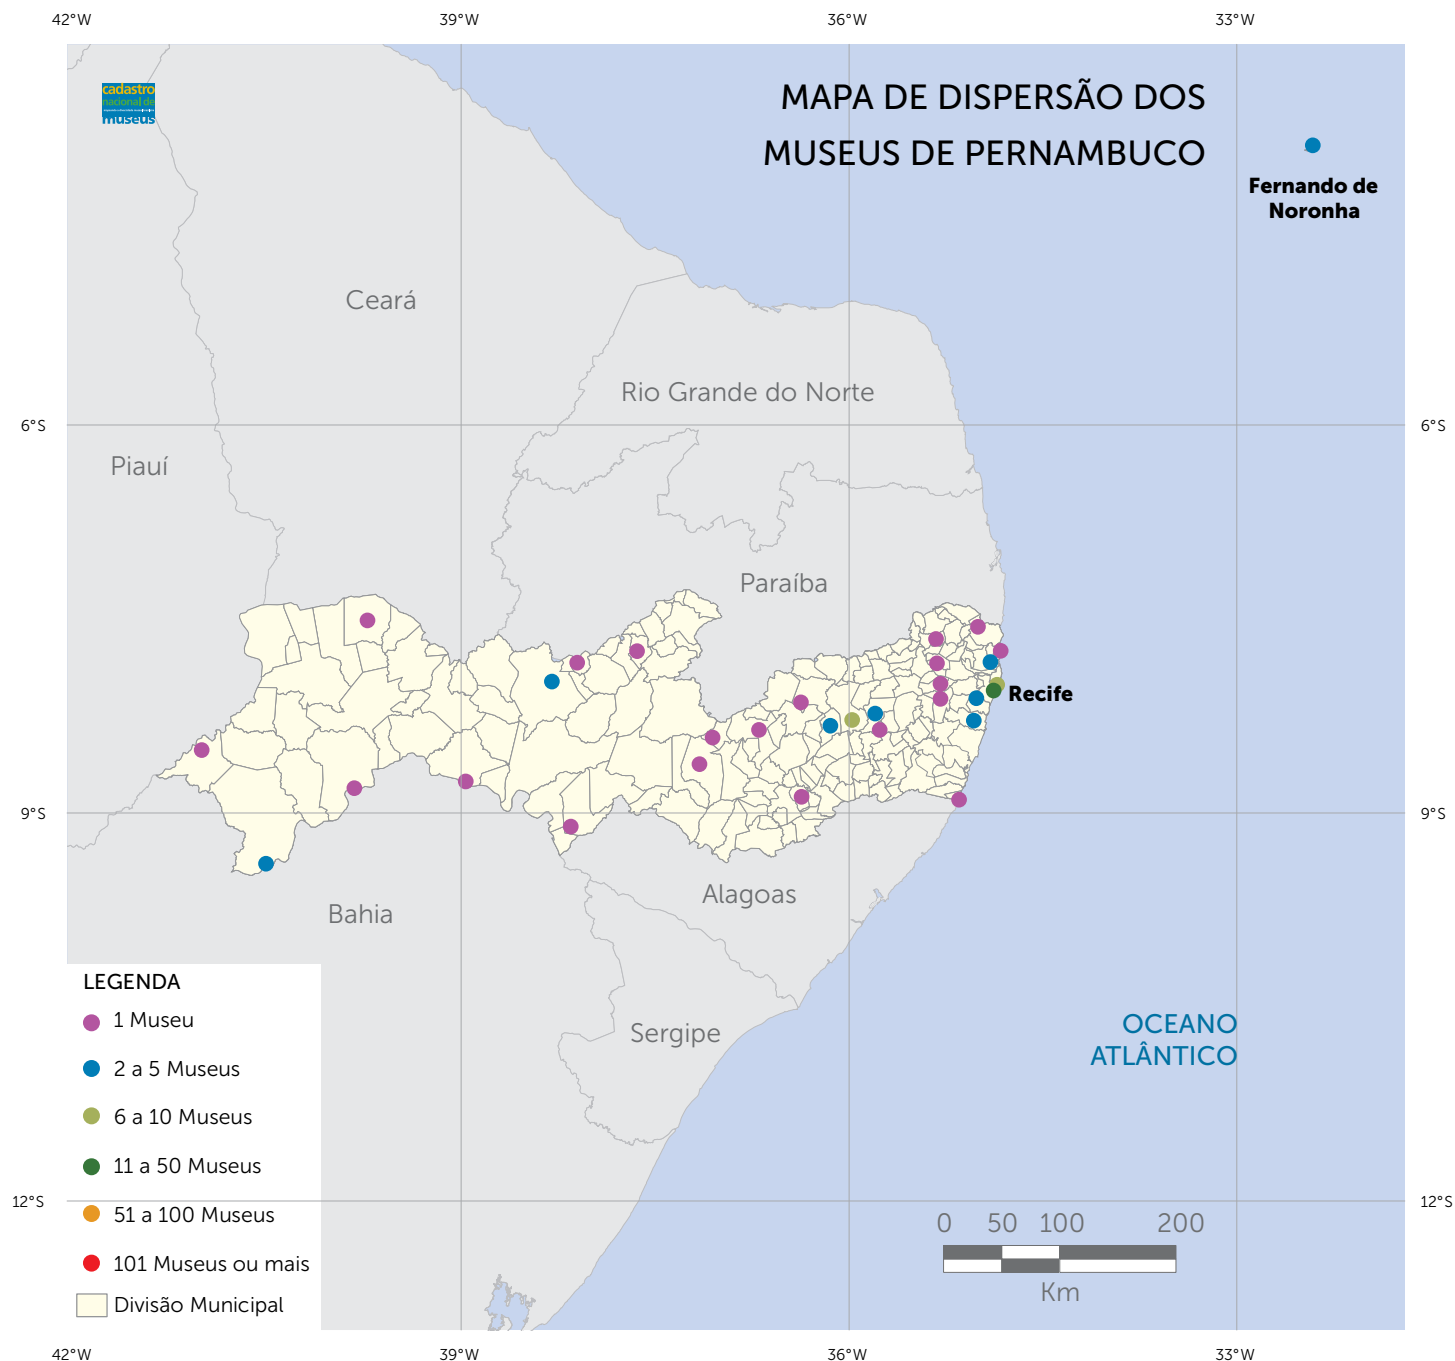 42°W
39°W
36°W
33°W
cadastro
nacional de
museus
MAPA DE DISPERSÃO DOS
MUSEUS DE PERNAMBUCO
Fernando de
Noronha
Ceará
Rio Grande do Norte
6°S
6°S
Piauí
Paraíba
Recife
9°S
9°S
Alagoas
Bahia
LEGENDA
1 Museu
2 a 5 Museus
6 a 10 Museus
11 a 50 Museus
51 a 100 Museus
101 Museus ou mais
Divisão Municipal
Sergipe
OCEANO
ATLÂNTICO
12°S
12°S
0 50 100 200
Km
42°W
39°W
36°W
33°W